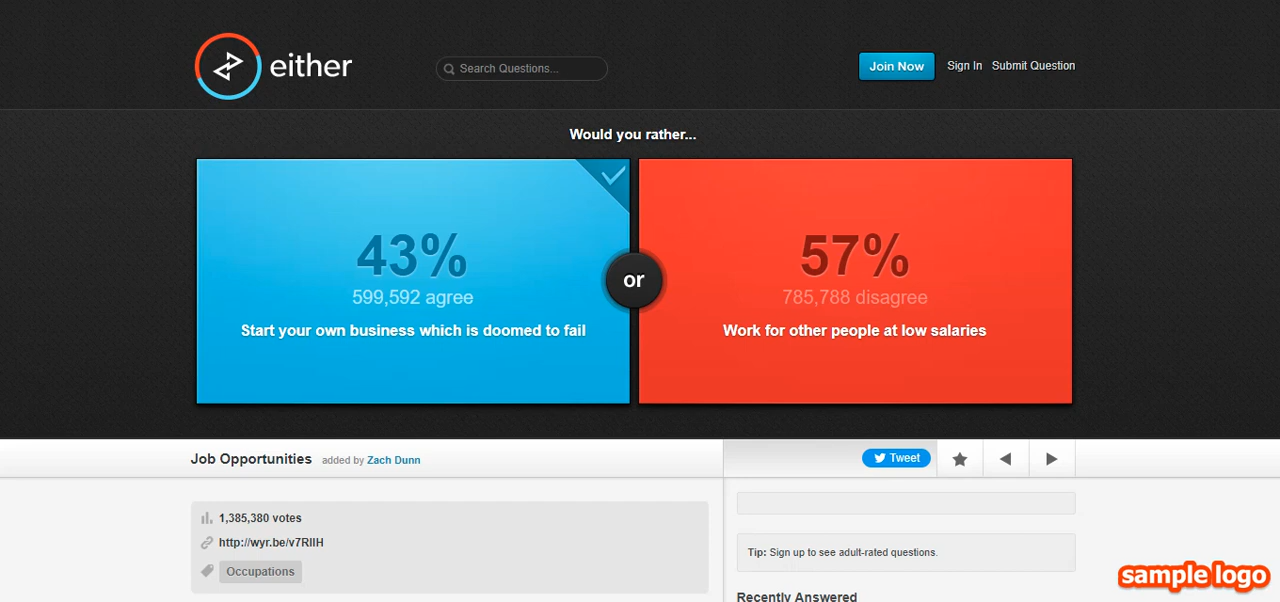 either
Search Questions...
Join Now
Sign In
Submit Question
Would you rather...
43%
599,592 agree
Start your own business which is doomed to fail
or
57%
785,788 disagree
Work for other people at low salaries
Job Opportunities added by Zach Dunn
Tweet
1,385,380 votes
http://wyr.be/v7RIIH
Occupations
Tip: Sign up to see adult-rated questions.
Recently Answered
sample logo